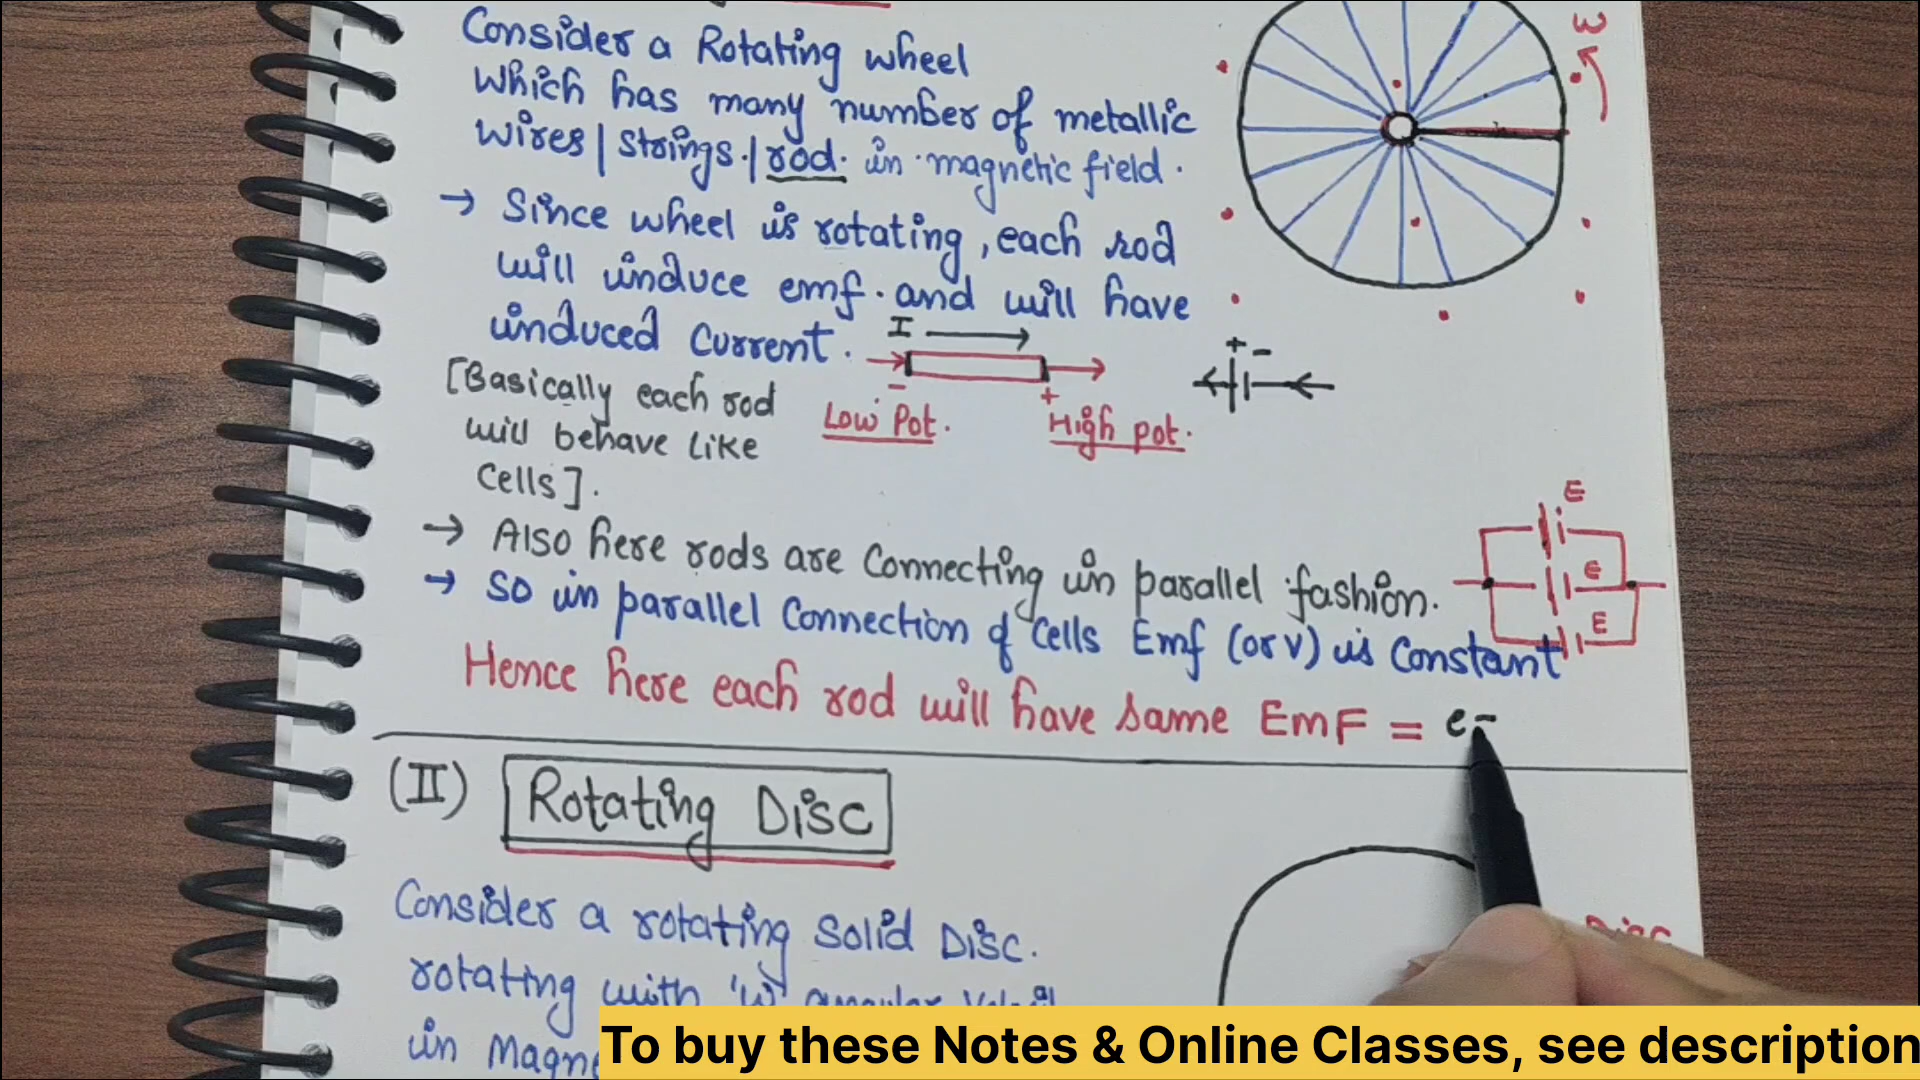 Consider a Rotating wheel
ω
which has many number of metallic
wires | strings. | rod. in magnetic field.
→ Since wheel is rotating, each rod
will induce emf. and will have
induced current.
I
+ -
[Basically each rod
will behave like
cells].
- +
Low Pot. High pot.
E
→ Also here rods are connecting in parallel fashion.
E
→ So in parallel connection of cells Emf (or v) is constant
E
Hence here each rod will have same EMF = e-
(II) Rotating Disc
Consider a rotating solid Disc.
Disc
rotating with 'w' angular
in Magne
To buy these Notes & Online Classes, see description